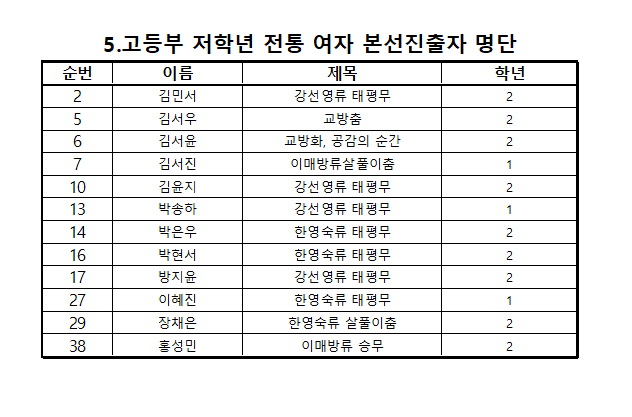 5.고등부 저학년 전통 여자 본선진출자 명단
순번 이름 제목 학년
2 김민서 강선영류 태평무 2
5 김서우 교방춤 2
6 김서윤 교방화, 공감의 순간 2
7 김서진 이매방류살풀이춤 1
10 김윤지 강선영류 태평무 2
13 박송하 강선영류 태평무 1
14 박은우 한영숙류 태평무 2
16 박현서 한영숙류 태평무 2
17 방지윤 강선영류 태평무 2
27 이혜진 한영숙류 태평무 1
29 장채은 한영숙류 살풀이춤 2
38 홍성민 이매방류 승무 2